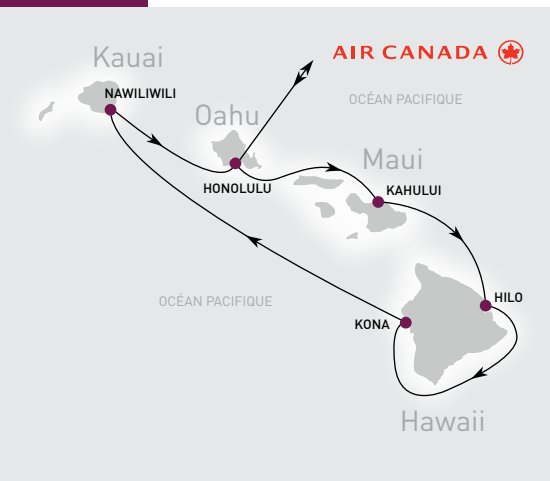 Kauai
AIR CANADA
NAWILIWILI
OCÉAN PACIFIQUE
Oahu
Maui
HONOLULU
KAHULUI
OCÉAN PACIFIQUE
HILO
KONA
Hawaii